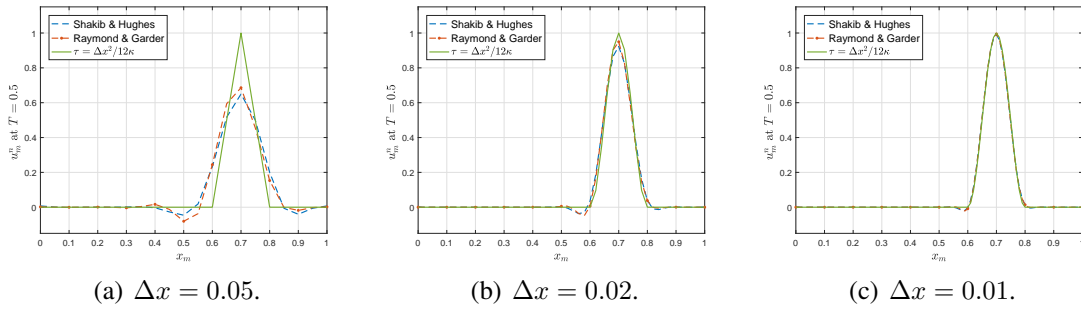 Shakib & Hughes
Raymond & Garder
τ = Δx²/12κ
1
0.8
0.6
0.4
0.2
0
u_m^n at T = 0.5
0 0.1 0.2 0.3 0.4 0.5 0.6 0.7 0.8 0.9 1
x_m
(a) Δx = 0.05.
Shakib & Hughes
Raymond & Garder
τ = Δx²/12κ
1
0.8
0.6
0.4
0.2
0
u_m^n at T = 0.5
0 0.1 0.2 0.3 0.4 0.5 0.6 0.7 0.8 0.9 1
x_m
(b) Δx = 0.02.
Shakib & Hughes
Raymond & Garder
τ = Δx²/12κ
1
0.8
0.6
0.4
0.2
0
u_m^n at T = 0.5
0 0.1 0.2 0.3 0.4 0.5 0.6 0.7 0.8 0.9 1
x_m
(c) Δx = 0.01.